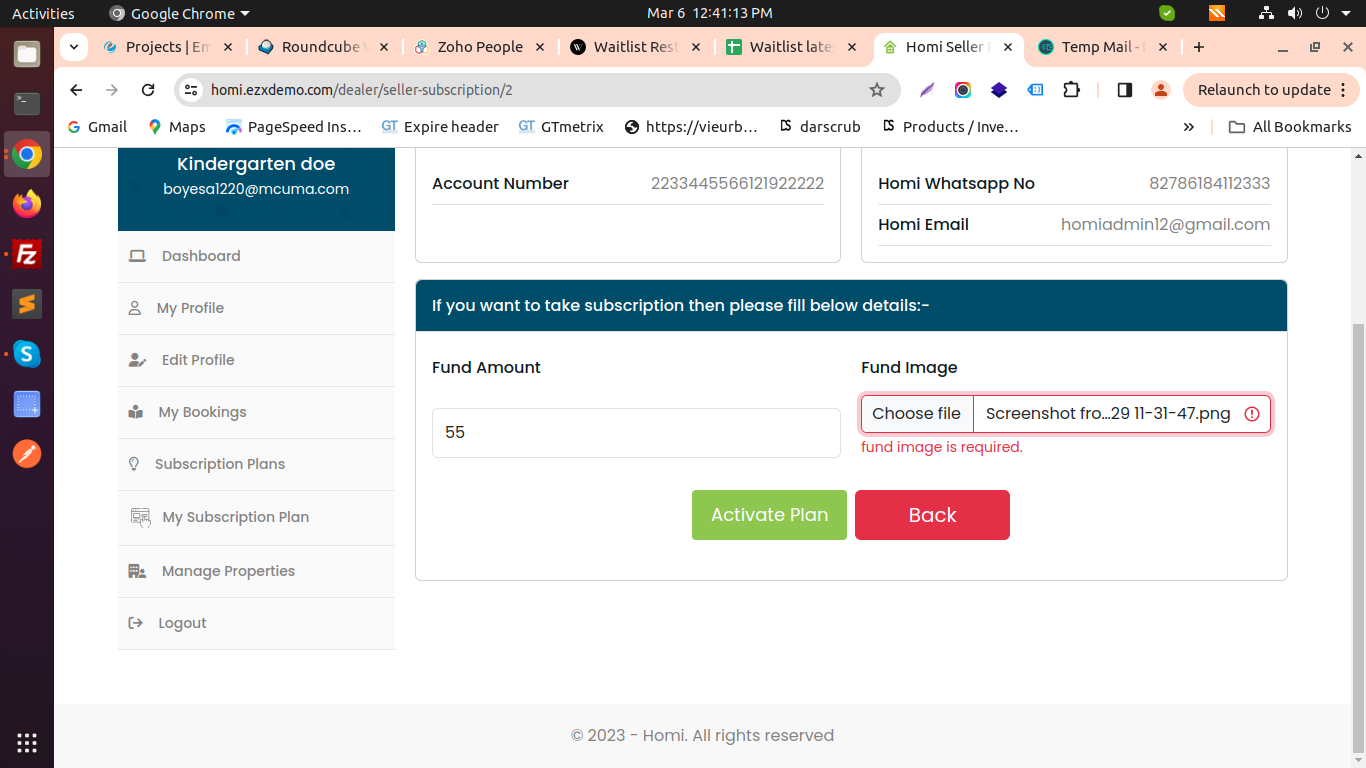 Activities
Google Chrome
Mar 6 12:41:13 PM
Projects | Em
Roundcube W
Zoho People
Waitlist Rest
Waitlist late
Homi Seller
Temp Mail -
homi.ezxdemo.com/dealer/seller-subscription/2
Relaunch to update
Gmail
Maps
PageSpeed Ins...
GT Expire header
GT GTmetrix
https://vieurb...
darscrub
Products / Inve...
All Bookmarks
Kindergarten doe
boyesa1220@mcuma.com
Dashboard
My Profile
Edit Profile
My Bookings
Subscription Plans
My Subscription Plan
Manage Properties
Logout
Account Number 2233445566121922222
Homi Whatsapp No 82786184112333
Homi Email homiadmin12@gmail.com
If you want to take subscription then please fill below details:-
Fund Amount
55
Fund Image
Choose file Screenshot fro...29 11-31-47.png
fund image is required.
Activate Plan
Back
© 2023 - Homi. All rights reserved